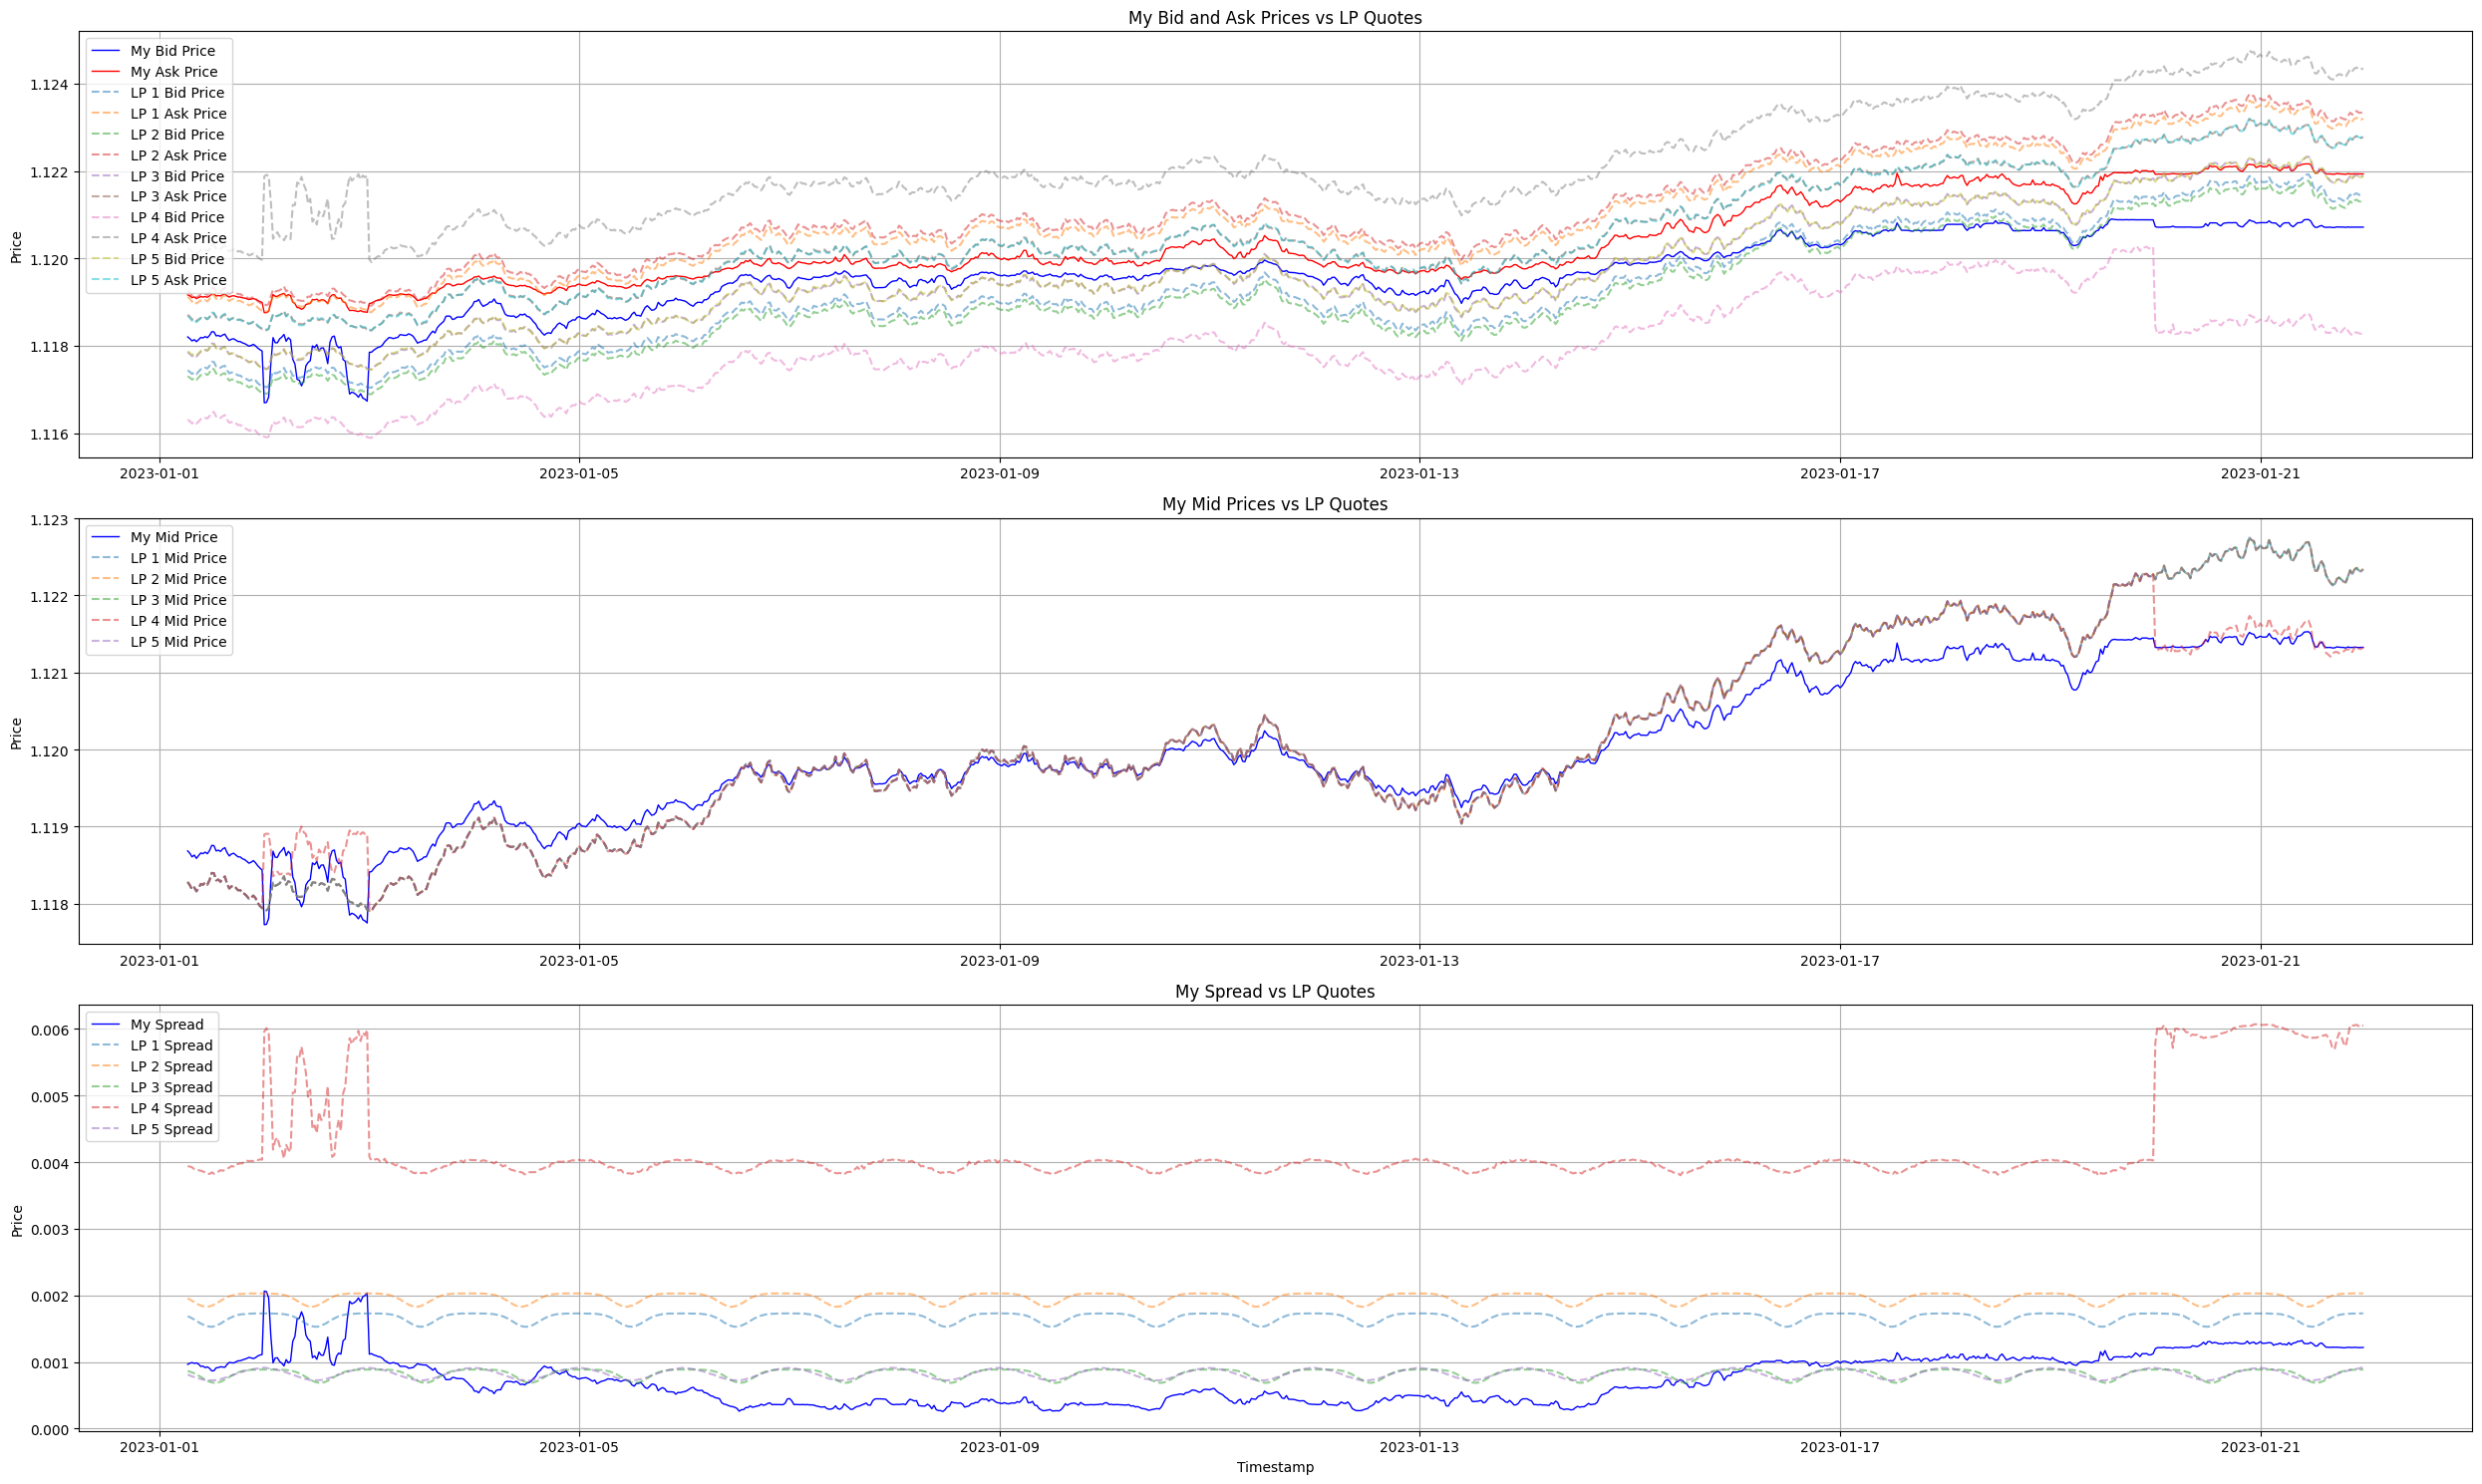 My Bid and Ask Prices vs LP Quotes
My Bid Price
My Ask Price
LP 1 Bid Price
LP 1 Ask Price
LP 2 Bid Price
LP 2 Ask Price
LP 3 Bid Price
LP 3 Ask Price
LP 4 Bid Price
LP 4 Ask Price
LP 5 Bid Price
LP 5 Ask Price
Price
1.124
1.122
1.120
1.118
1.116
2023-01-01 2023-01-05 2023-01-09 2023-01-13 2023-01-17 2023-01-21
My Mid Prices vs LP Quotes
My Mid Price
LP 1 Mid Price
LP 2 Mid Price
LP 3 Mid Price
LP 4 Mid Price
LP 5 Mid Price
Price
1.123
1.122
1.121
1.120
1.119
1.118
2023-01-01 2023-01-05 2023-01-09 2023-01-13 2023-01-17 2023-01-21
My Spread vs LP Quotes
My Spread
LP 1 Spread
LP 2 Spread
LP 3 Spread
LP 4 Spread
LP 5 Spread
Price
0.006
0.005
0.004
0.003
0.002
0.001
0.000
2023-01-01 2023-01-05 2023-01-09 2023-01-13 2023-01-17 2023-01-21
Timestamp